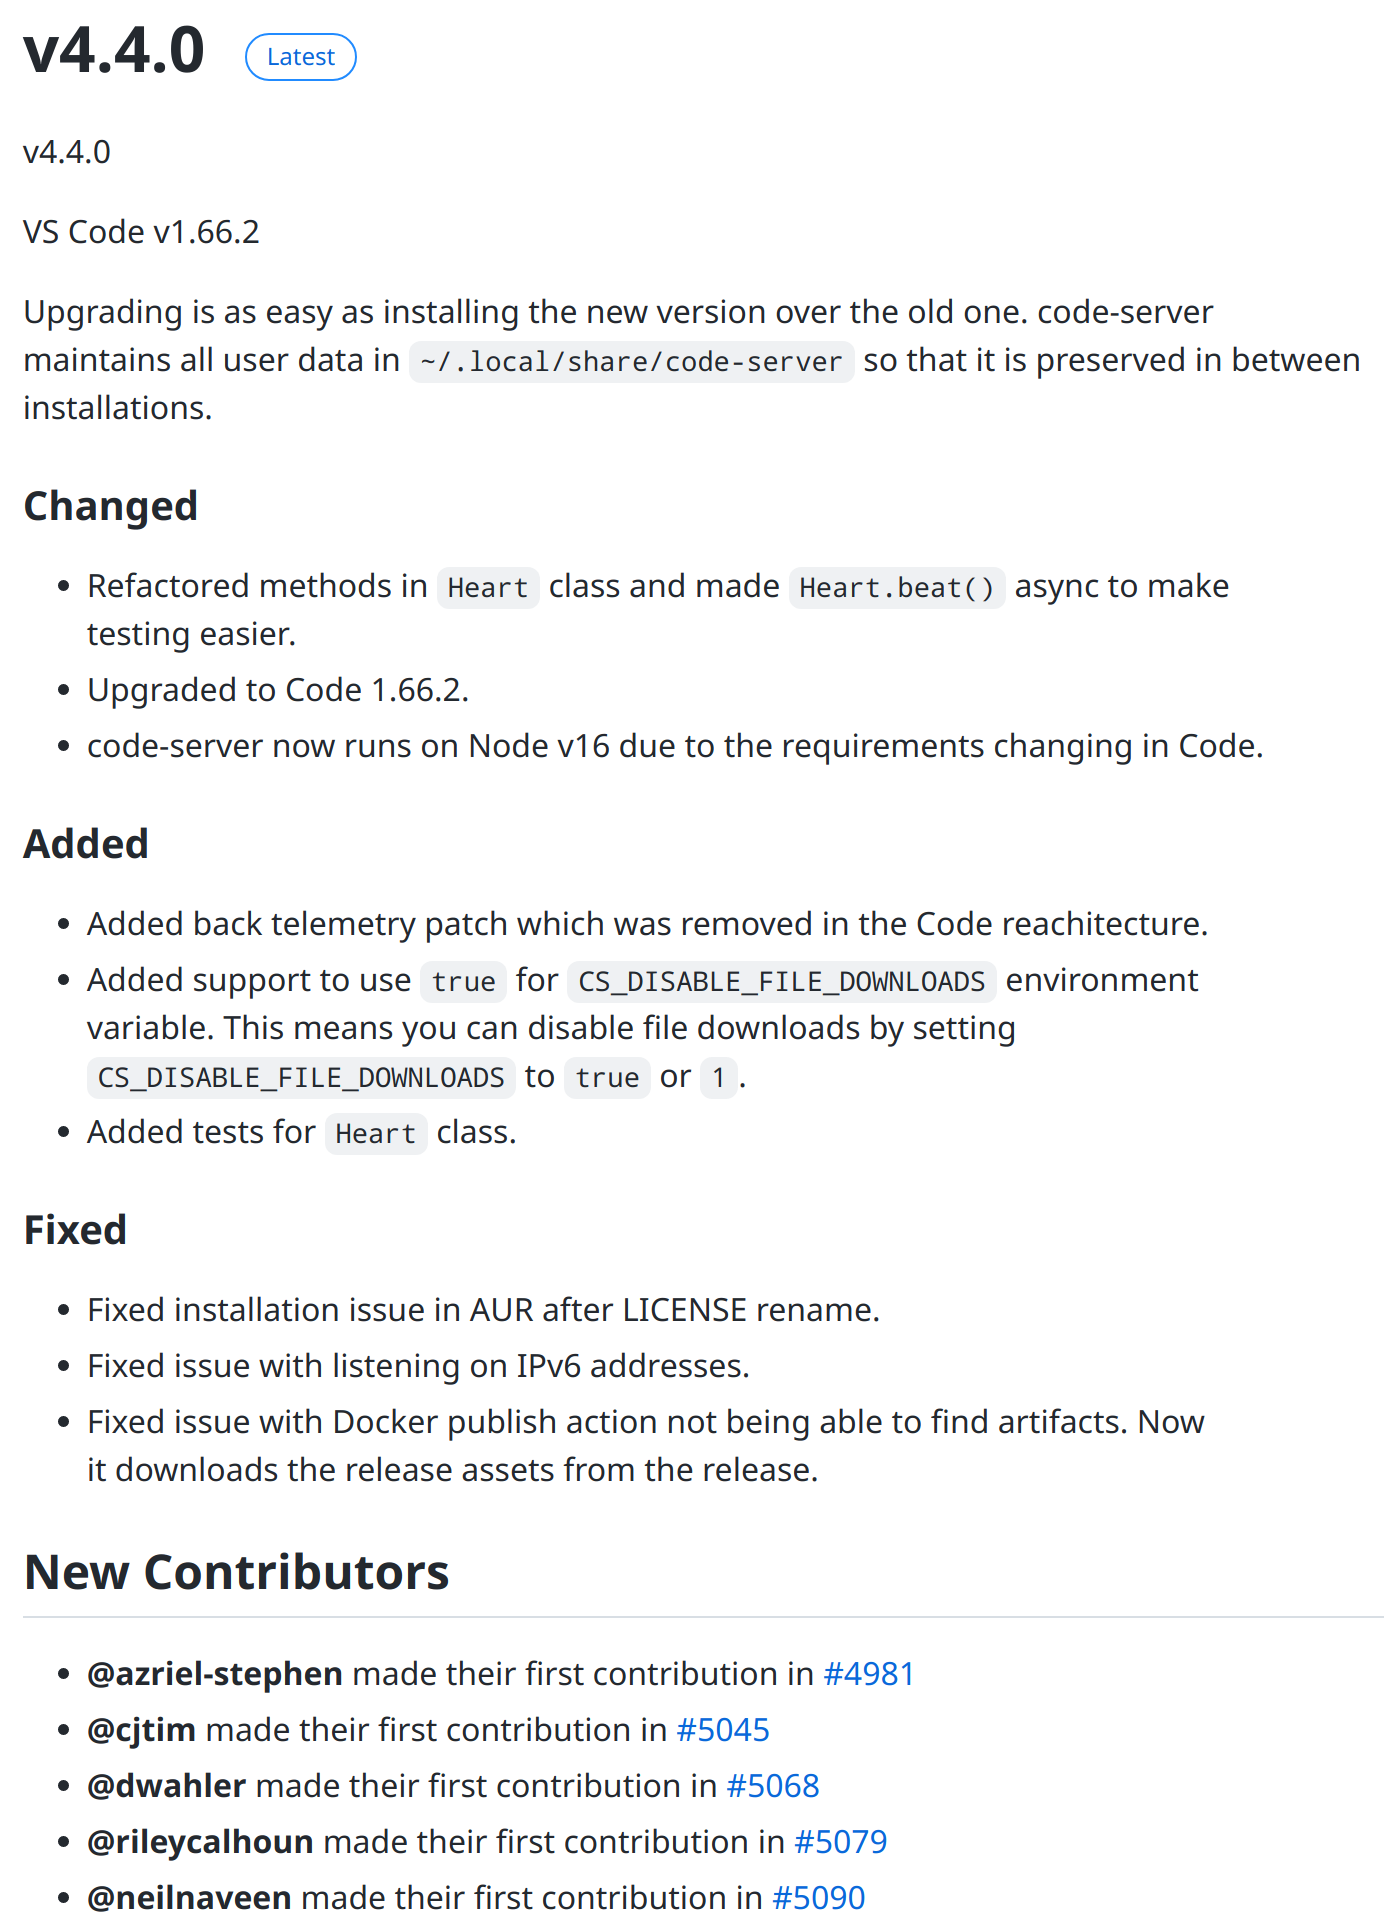 v4.4.0 Latest
v4.4.0
VS Code v1.66.2
Upgrading is as easy as installing the new version over the old one. code-server
maintains all user data in ~/.local/share/code-server so that it is preserved in between
installations.
Changed
• Refactored methods in Heart class and made Heart.beat() async to make
testing easier.
• Upgraded to Code 1.66.2.
• code-server now runs on Node v16 due to the requirements changing in Code.
Added
• Added back telemetry patch which was removed in the Code reachitecture.
• Added support to use true for CS_DISABLE_FILE_DOWNLOADS environment
variable. This means you can disable file downloads by setting
CS_DISABLE_FILE_DOWNLOADS to true or 1.
• Added tests for Heart class.
Fixed
• Fixed installation issue in AUR after LICENSE rename.
• Fixed issue with listening on IPv6 addresses.
• Fixed issue with Docker publish action not being able to find artifacts. Now
it downloads the release assets from the release.
New Contributors
• @azriel-stephen made their first contribution in #4981
• @cjtim made their first contribution in #5045
• @dwahler made their first contribution in #5068
• @rileycalhoun made their first contribution in #5079
• @neilnaveen made their first contribution in #5090